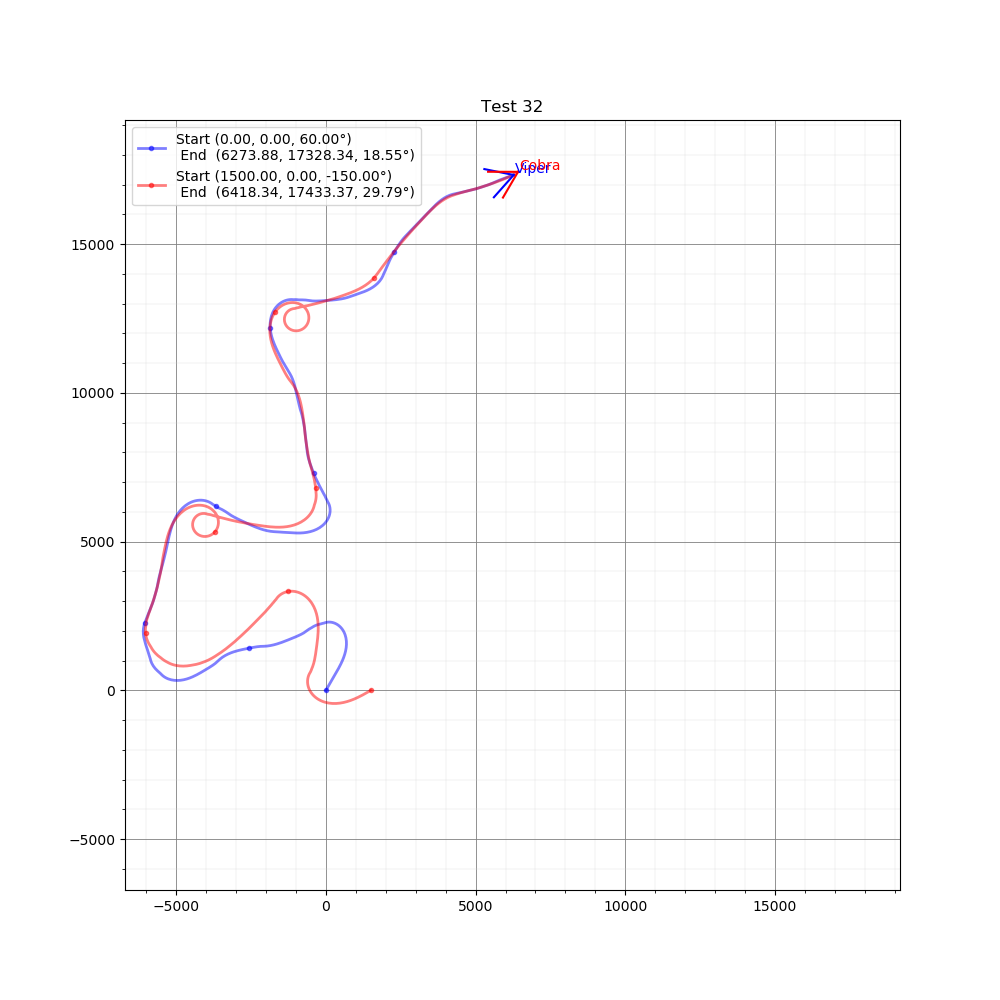 Test 32
Start (0.00, 0.00, 60.00°)
End (6273.88, 17328.34, 18.55°)
Start (1500.00, 0.00, -150.00°)
End (6418.34, 17433.37, 29.79°)
Cobra
Viper
15000
10000
5000
0
−5000
−5000
0
5000
10000
15000